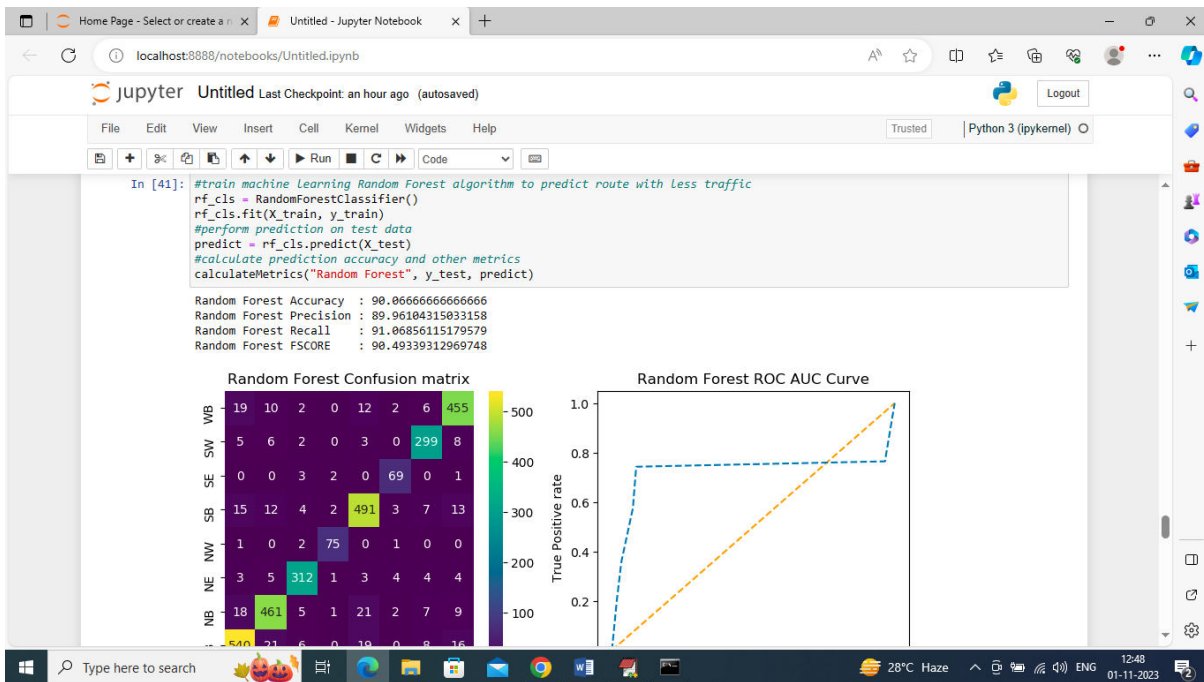 Home Page - Select or create a n
Untitled - Jupyter Notebook
localhost:8888/notebooks/Untitled.ipynb
jupyter Untitled Last Checkpoint: an hour ago (autosaved)
Logout
File Edit View Insert Cell Kernel Widgets Help
Trusted
Python 3 (ipykernel)
Run
Code
In [41]: #train machine learning Random Forest algorithm to predict route with less traffic
rf_cls = RandomForestClassifier()
rf_cls.fit(X_train, y_train)
#perform prediction on test data
predict = rf_cls.predict(X_test)
#calculate prediction accuracy and other metrics
calculateMetrics("Random Forest", y_test, predict)
Random Forest Accuracy : 90.06666666666666
Random Forest Precision : 89.96104315033158
Random Forest Recall : 91.06856115179579
Random Forest FSCORE : 90.49339312969748
Random Forest Confusion matrix
WB 19 10 2 0 12 2 6 455
SW 5 6 2 0 3 0 299 8
SE 0 0 3 2 0 69 0 1
SB 15 12 4 2 491 3 7 13
NW 1 0 2 75 0 1 0 0
NE 3 5 312 1 3 4 4 4
NB 18 461 5 1 21 2 7 9
540 21 6 0 19 0 8 16
500
400
300
200
100
Random Forest ROC AUC Curve
True Positive rate
1.0
0.8
0.6
0.4
0.2
Type here to search
28°C Haze
ENG
12:48
01-11-2023